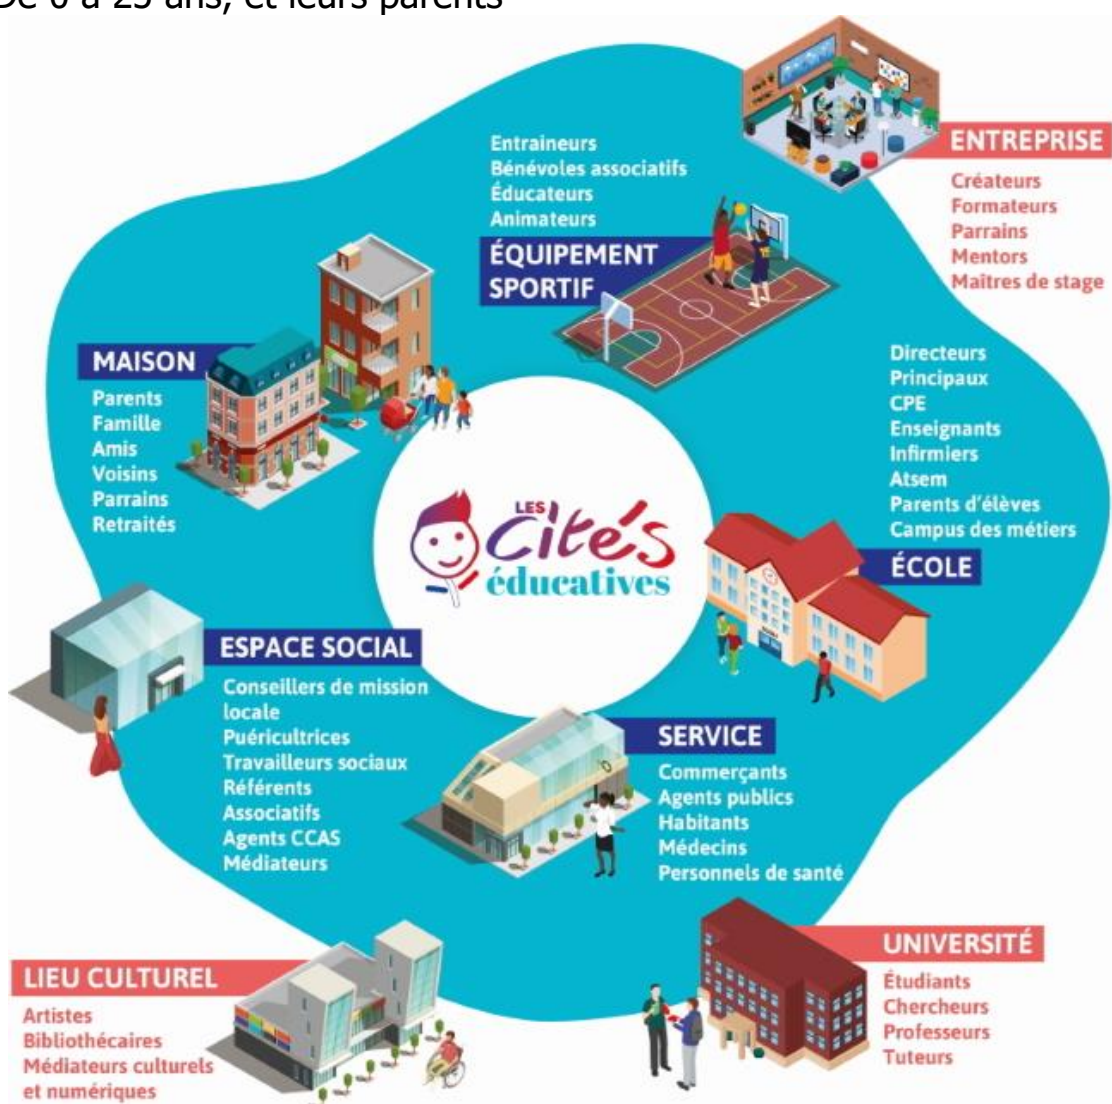 De 0 à 25 ans, et leurs parents
ENTREPRISE
Créateurs
Formateurs
Parrains
Mentors
Maîtres de stage
Entraineurs
Bénévoles associatifs
Éducateurs
Animateurs
ÉQUIPEMENT
SPORTIF
MAISON
Parents
Famille
Amis
Voisins
Parrains
Retraités
Directeurs
Principaux
CPE
Enseignants
Infirmiers
Atsem
Parents d'élèves
Campus des métiers
ÉCOLE
LES
Cités
éducatives
ESPACE SOCIAL
Conseillers de mission
locale
Puéricultrices
Travailleurs sociaux
Référents
Associatifs
Agents CCAS
Médiateurs
SERVICE
Commerçants
Agents publics
Habitants
Médecins
Personnels de santé
LIEU CULTUREL
Artistes
Bibliothécaires
Médiateurs culturels
et numériques
UNIVERSITÉ
Étudiants
Chercheurs
Professeurs
Tuteurs